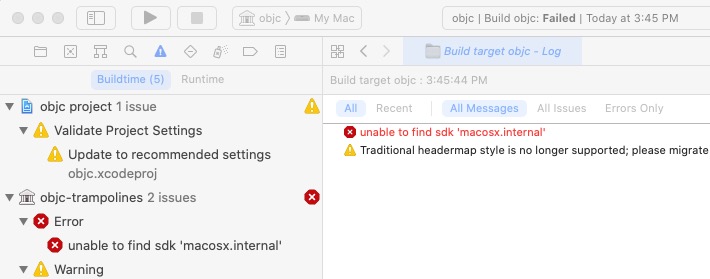 objc
My Mac
objc | Build objc: Failed | Today at 3:45 PM
Build target objc - Log
Buildtime (5)
Runtime
Build target objc : 3:45:44 PM
objc project 1 issue
All
Recent
All Messages
All Issues
Errors Only
Validate Project Settings
unable to find sdk 'macosx.internal'
Update to recommended settings
Traditional headermap style is no longer supported; please migrate
objc.xcodeproj
objc-trampolines 2 issues
Error
unable to find sdk 'macosx.internal'
Warning